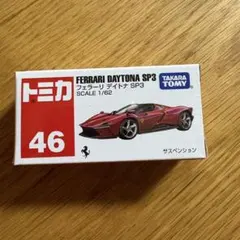 トミカ
FERRARI DAYTONA SP3
フェラーリ デイトナ SP3
SCALE 1/62
TAKARA
TOMY
46
サスペンション